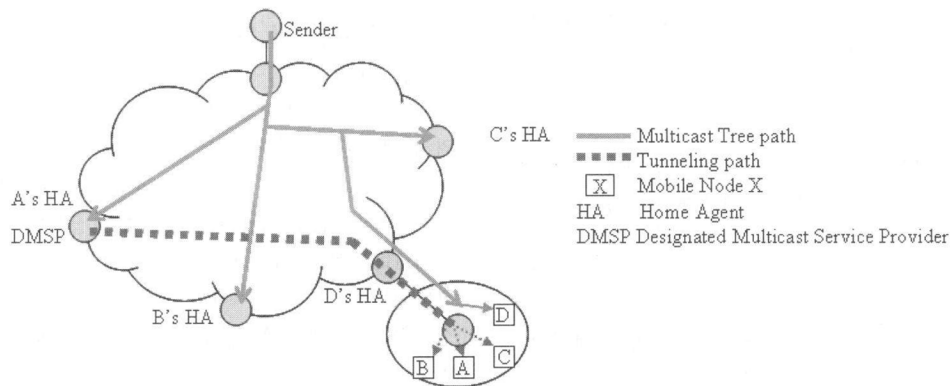 Sender
C's HA
Multicast Tree path
Tunneling path
X Mobile Node X
HA Home Agent
DMSP Designated Multicast Service Provider
A's HA
DMSP
D's HA
B's HA
D
C
B
A